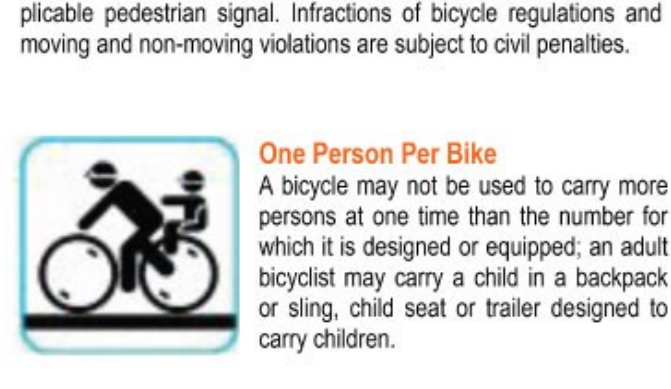 plicable pedestrian signal. Infractions of bicycle regulations and
moving and non-moving violations are subject to civil penalties.
One Person Per Bike
A bicycle may not be used to carry more
persons at one time than the number for
which it is designed or equipped; an adult
bicyclist may carry a child in a backpack
or sling, child seat or trailer designed to
carry children.